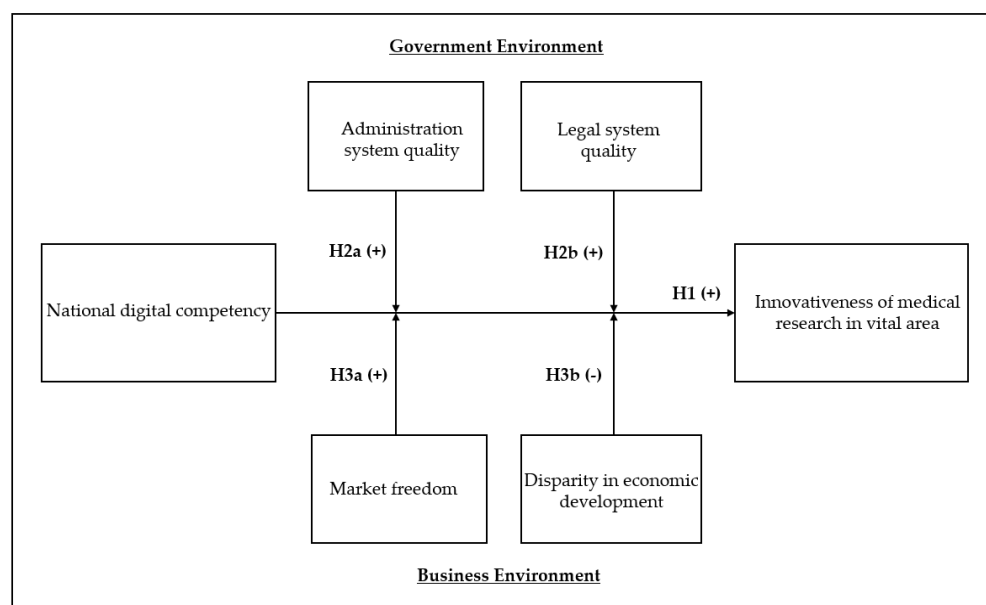 Government Environment
Administration
system quality
Legal system
quality
H2a (+)
H2b (+)
H1 (+)
National digital competency
Innovativeness of medical
research in vital area
H3a (+)
H3b (-)
Market freedom
Disparity in economic
development
Business Environment